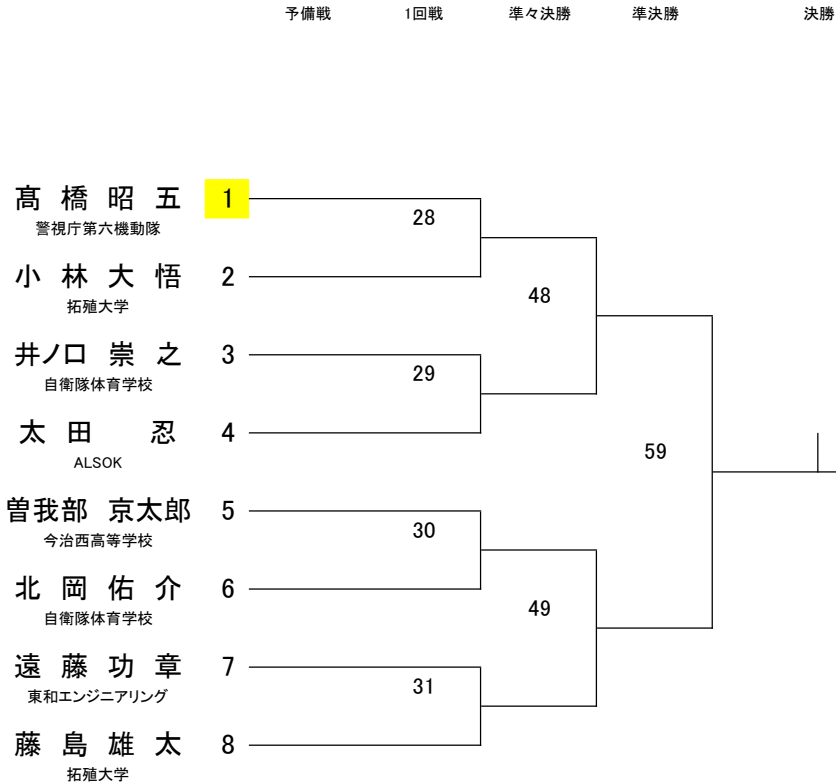 予備戦 1回戦 準々決勝 準決勝 決勝
髙橋昭五 1
警視庁第六機動隊
28
小林大悟 2
拓殖大学
48
井ノ口 崇之 3
自衛隊体育学校
29
太田 忍 4
ALSOK
59
曽我部 京太郎 5
今治西高等学校
30
北岡佑介 6
自衛隊体育学校
49
遠藤功章 7
東和エンジニアリング
31
藤島雄太 8
拓殖大学